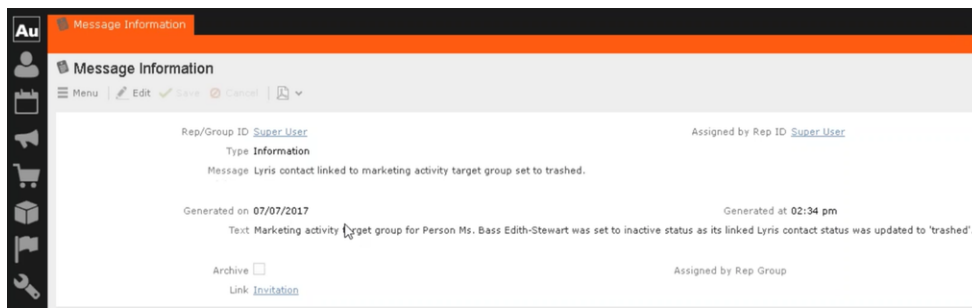 Au Message Information
Message Information
Menu Edit Save Cancel
Rep/Group ID Super User Assigned by Rep ID Super User
Type Information
Message Lyris contact linked to marketing activity target group set to trashed.
Generated on 07/07/2017 Generated at 02:34 pm
Text Marketing activity target group for Person Ms. Bass Edith-Stewart was set to inactive status as its linked Lyris contact status was updated to 'trashed'.
Archive Assigned by Rep Group
Link Invitation